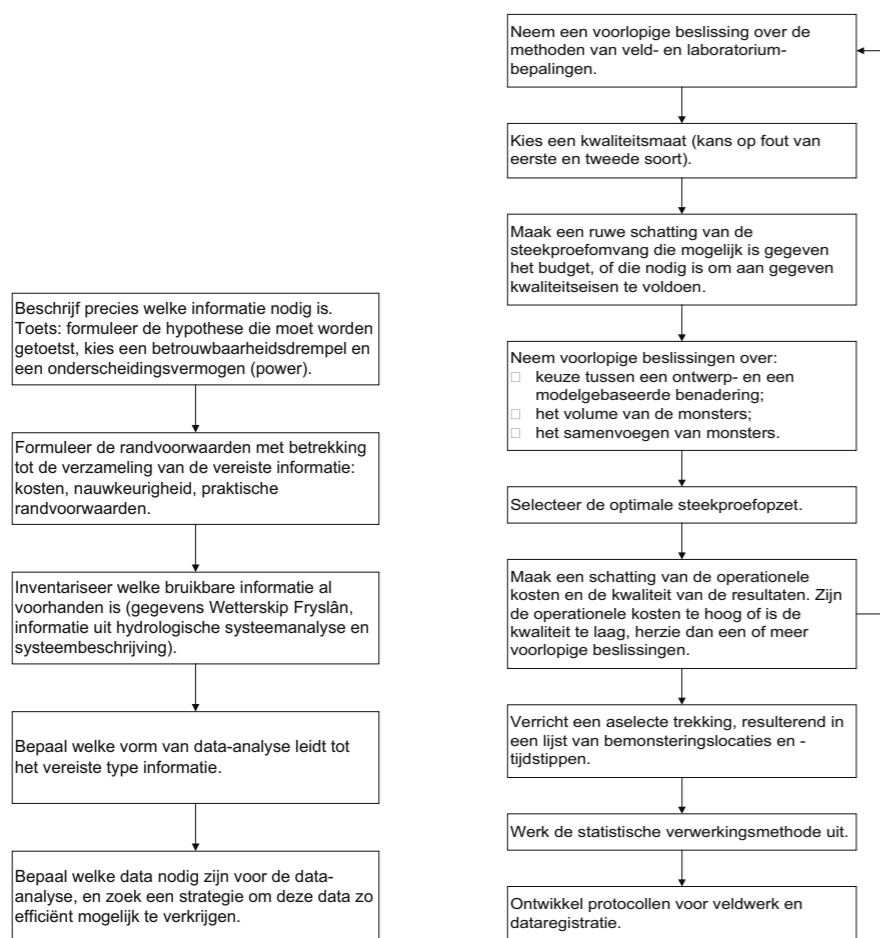 Beschrijf precies welke informatie nodig is.
Toets: formuleer de hypothese die moet worden
getoetst, kies een betrouwbaarheidsdrempel en
een onderscheidingsvermogen (power).
Formuleer de randvoorwaarden met betrekking
tot de verzameling van de vereiste informatie:
kosten, nauwkeurigheid, praktische
randvoorwaarden.
Inventariseer welke bruikbare informatie al
voorhanden is (gegevens Wetterskip Fryslân,
informatie uit hydrologische systeemanalyse en
systeembeschrijving).
Bepaal welke vorm van data-analyse leidt tot
het vereiste type informatie.
Bepaal welke data nodig zijn voor de data-
analyse, en zoek een strategie om deze data zo
efficiënt mogelijk te verkrijgen.
Neem een voorlopige beslissing over de
methoden van veld- en laboratorium-
bepalingen.
Kies een kwaliteitsmaat (kans op fout van
eerste en tweede soort).
Maak een ruwe schatting van de
steekproefomvang die mogelijk is gegeven
het budget, of die nodig is om aan gegeven
kwaliteitseisen te voldoen.
Neem voorlopige beslissingen over:
□ keuze tussen een ontwerp- en een
modelgebaseerde benadering;
□ het volume van de monsters;
□ het samenvoegen van monsters.
Selecteer de optimale steekproefopzet.
Maak een schatting van de operationele
kosten en de kwaliteit van de resultaten. Zijn
de operationele kosten te hoog of is de
kwaliteit te laag, herzie dan een of meer
voorlopige beslissingen.
Verricht een aselecte trekking, resulterend in
een lijst van bemonsteringslocaties en -
tijdstippen.
Werk de statistische verwerkingsmethode uit.
Ontwikkel protocollen voor veldwerk en
dataregistratie.